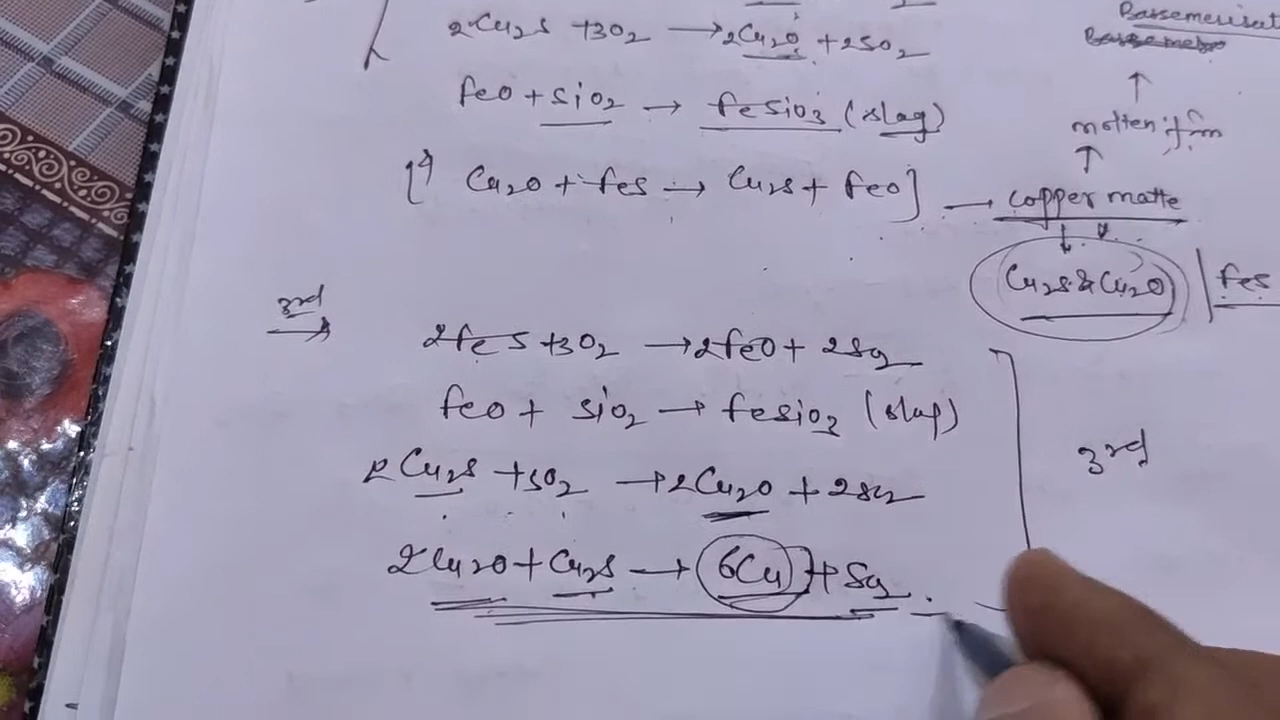 2Cu2S + 3O2 → 2Cu2O + 2SO2
Bassemerisat
FeO + SiO2 → FeSiO3 (slag)
↑
molten
↑
Cu2O + FeS → Cu2S + FeO] → copper matte
Cu2S & Cu2O | FeS
3rd
→
2FeS + 3O2 → 2FeO + 2SO2
FeO + SiO2 → FeSiO3 (slag)
3rd
2Cu2S + 3O2 → 2Cu2O + 2SO2
2Cu2O + Cu2S → 6Cu + SO2.